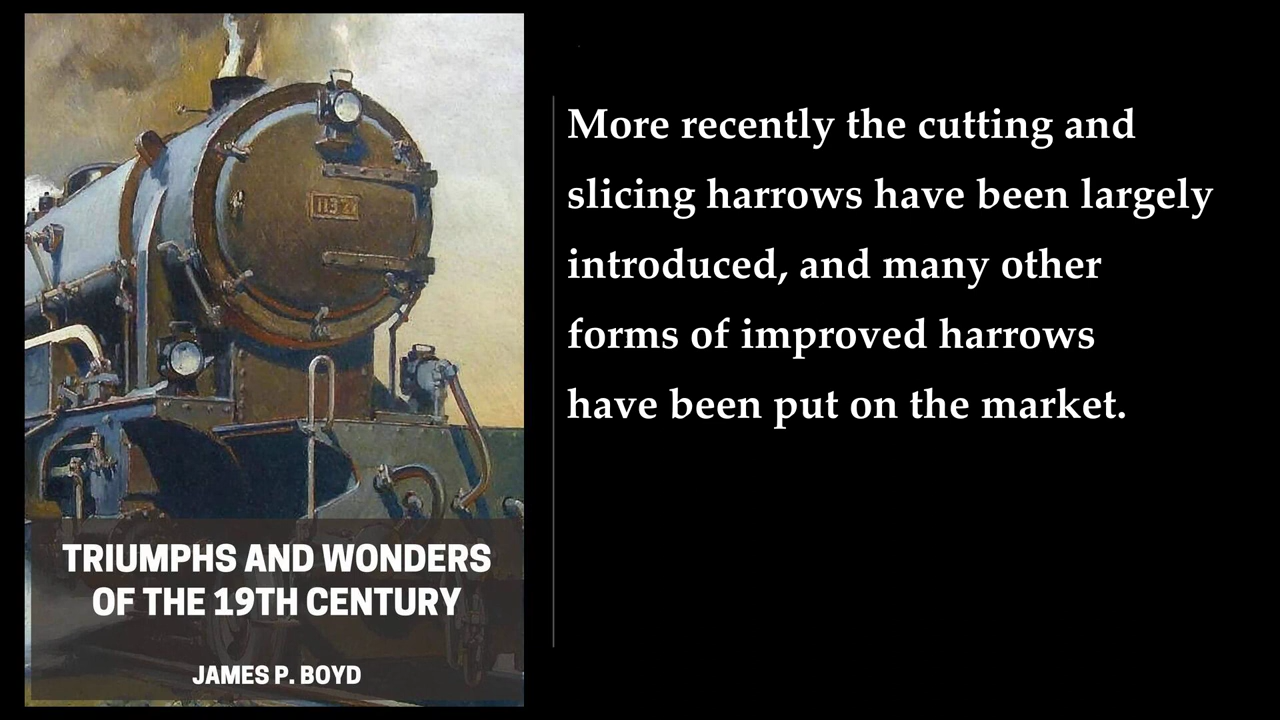 More recently the cutting and
slicing harrows have been largely
introduced, and many other
forms of improved harrows
have been put on the market.
TRIUMPHS AND WONDERS
OF THE 19TH CENTURY
JAMES P. BOYD